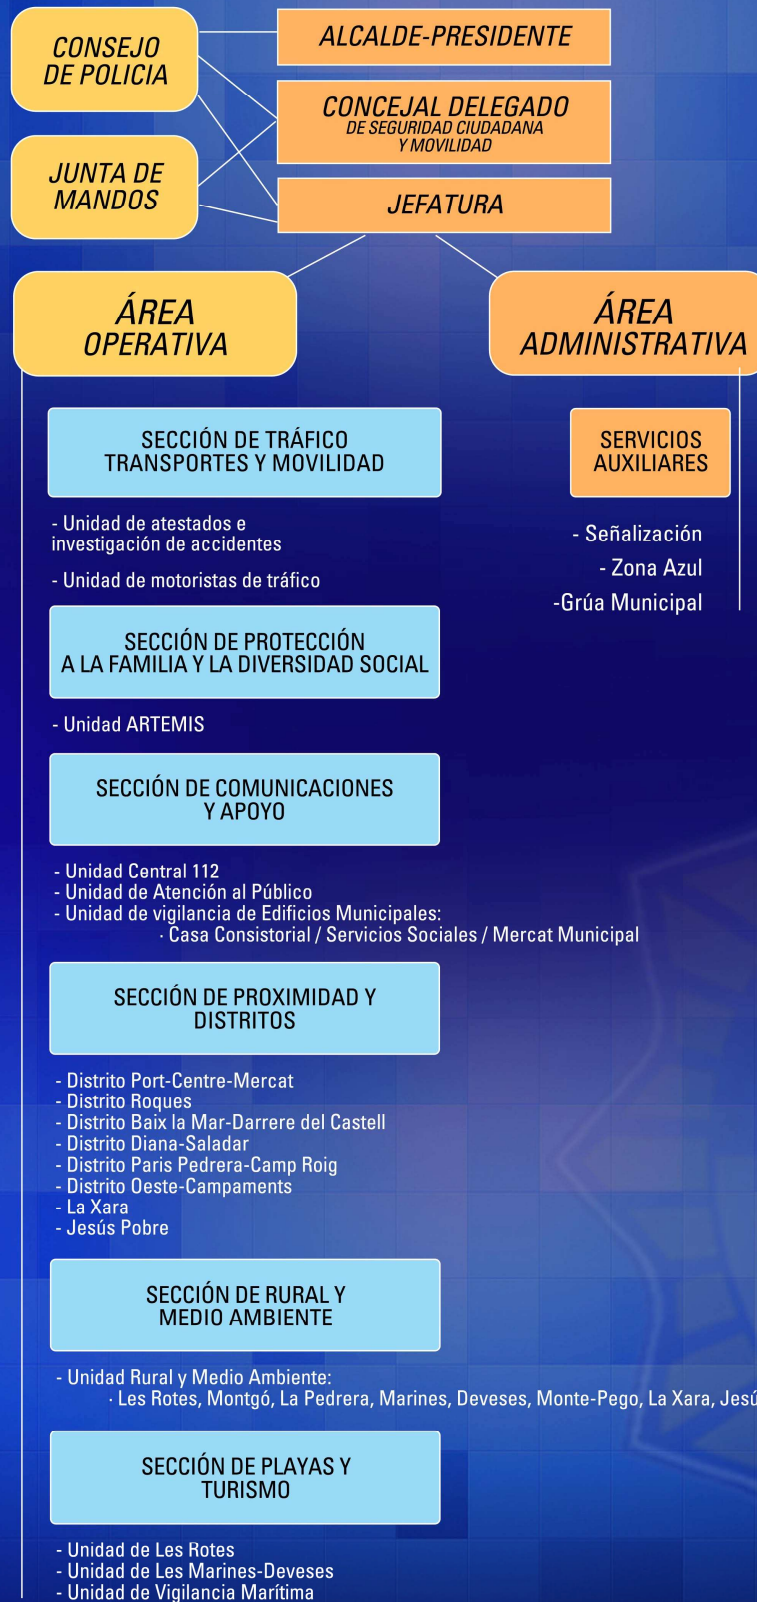 CONSEJO
DE POLICIA
ALCALDE-PRESIDENTE
CONCEJAL DELEGADO
DE SEGURIDAD CIUDADANA
Y MOVILIDAD
JUNTA DE
MANDOS
JEFATURA
ÁREA
OPERATIVA
ÁREA
ADMINISTRATIVA
SECCIÓN DE TRÁFICO
TRANSPORTES Y MOVILIDAD
- Unidad de atestados e
investigación de accidentes
- Unidad de motoristas de tráfico
SERVICIOS
AUXILIARES
- Señalización
- Zona Azul
-Grúa Municipal
SECCIÓN DE PROTECCIÓN
A LA FAMILIA Y LA DIVERSIDAD SOCIAL
- Unidad ARTEMIS
SECCIÓN DE COMUNICACIONES
Y APOYO
- Unidad Central 112
- Unidad de Atención al Público
- Unidad de vigilancia de Edificios Municipales:
· Casa Consistorial / Servicios Sociales / Mercat Municipal
SECCIÓN DE PROXIMIDAD Y
DISTRITOS
- Distrito Port-Centre-Mercat
- Distrito Roques
- Distrito Baix la Mar-Darrere del Castell
- Distrito Diana-Saladar
- Distrito Paris Pedrera-Camp Roig
- Distrito Oeste-Campaments
- La Xara
- Jesús Pobre
SECCIÓN DE RURAL Y
MEDIO AMBIENTE
- Unidad Rural y Medio Ambiente:
· Les Rotes, Montgó, La Pedrera, Marines, Deveses, Monte-Pego, La Xara, Jesú
SECCIÓN DE PLAYAS Y
TURISMO
- Unidad de Les Rotes
- Unidad de Les Marines-Deveses
- Unidad de Vigilancia Marítima